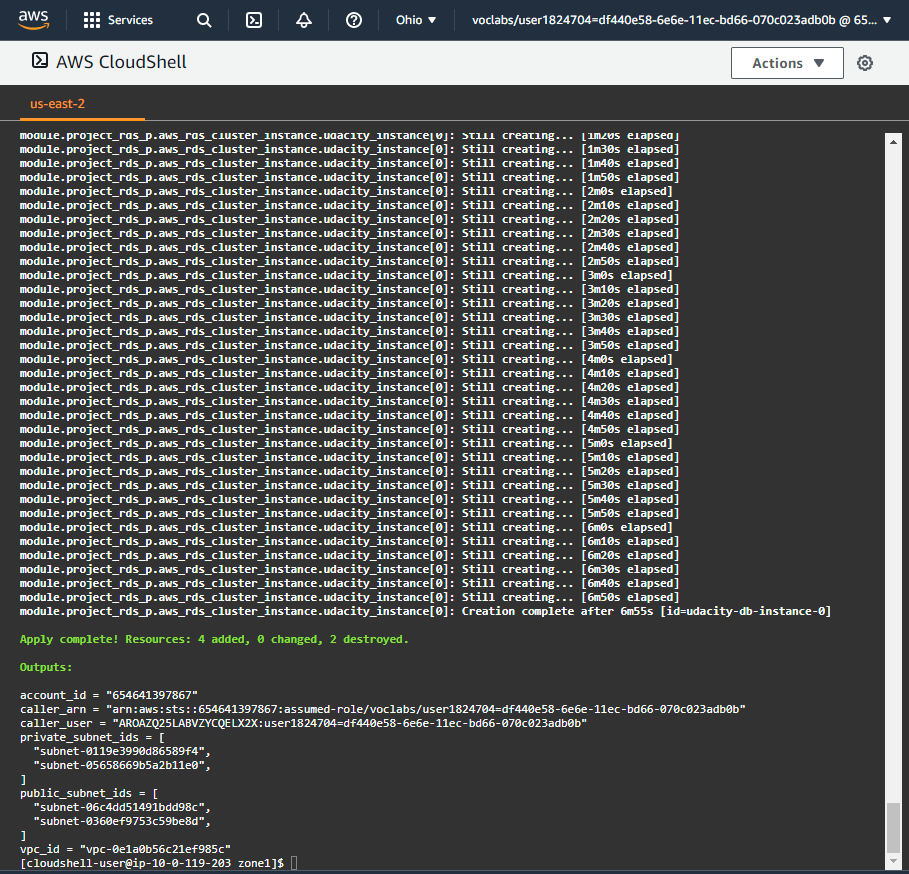 aws Services Ohio ▼ voclabs/user1824704=df440e58-6e6e-11ec-bd66-070c023adb0b @ 65... ▼
AWS CloudShell Actions ▼
us-east-2
module.project_rds_p.aws_rds_cluster_instance.udacity_instance[0]: Still creating... [1m20s elapsed]
module.project_rds_p.aws_rds_cluster_instance.udacity_instance[0]: Still creating... [1m30s elapsed]
module.project_rds_p.aws_rds_cluster_instance.udacity_instance[0]: Still creating... [1m40s elapsed]
module.project_rds_p.aws_rds_cluster_instance.udacity_instance[0]: Still creating... [1m50s elapsed]
module.project_rds_p.aws_rds_cluster_instance.udacity_instance[0]: Still creating... [2m0s elapsed]
module.project_rds_p.aws_rds_cluster_instance.udacity_instance[0]: Still creating... [2m10s elapsed]
module.project_rds_p.aws_rds_cluster_instance.udacity_instance[0]: Still creating... [2m20s elapsed]
module.project_rds_p.aws_rds_cluster_instance.udacity_instance[0]: Still creating... [2m30s elapsed]
module.project_rds_p.aws_rds_cluster_instance.udacity_instance[0]: Still creating... [2m40s elapsed]
module.project_rds_p.aws_rds_cluster_instance.udacity_instance[0]: Still creating... [2m50s elapsed]
module.project_rds_p.aws_rds_cluster_instance.udacity_instance[0]: Still creating... [3m0s elapsed]
module.project_rds_p.aws_rds_cluster_instance.udacity_instance[0]: Still creating... [3m10s elapsed]
module.project_rds_p.aws_rds_cluster_instance.udacity_instance[0]: Still creating... [3m20s elapsed]
module.project_rds_p.aws_rds_cluster_instance.udacity_instance[0]: Still creating... [3m30s elapsed]
module.project_rds_p.aws_rds_cluster_instance.udacity_instance[0]: Still creating... [3m40s elapsed]
module.project_rds_p.aws_rds_cluster_instance.udacity_instance[0]: Still creating... [3m50s elapsed]
module.project_rds_p.aws_rds_cluster_instance.udacity_instance[0]: Still creating... [4m0s elapsed]
module.project_rds_p.aws_rds_cluster_instance.udacity_instance[0]: Still creating... [4m10s elapsed]
module.project_rds_p.aws_rds_cluster_instance.udacity_instance[0]: Still creating... [4m20s elapsed]
module.project_rds_p.aws_rds_cluster_instance.udacity_instance[0]: Still creating... [4m30s elapsed]
module.project_rds_p.aws_rds_cluster_instance.udacity_instance[0]: Still creating... [4m40s elapsed]
module.project_rds_p.aws_rds_cluster_instance.udacity_instance[0]: Still creating... [4m50s elapsed]
module.project_rds_p.aws_rds_cluster_instance.udacity_instance[0]: Still creating... [5m0s elapsed]
module.project_rds_p.aws_rds_cluster_instance.udacity_instance[0]: Still creating... [5m10s elapsed]
module.project_rds_p.aws_rds_cluster_instance.udacity_instance[0]: Still creating... [5m20s elapsed]
module.project_rds_p.aws_rds_cluster_instance.udacity_instance[0]: Still creating... [5m30s elapsed]
module.project_rds_p.aws_rds_cluster_instance.udacity_instance[0]: Still creating... [5m40s elapsed]
module.project_rds_p.aws_rds_cluster_instance.udacity_instance[0]: Still creating... [5m50s elapsed]
module.project_rds_p.aws_rds_cluster_instance.udacity_instance[0]: Still creating... [6m0s elapsed]
module.project_rds_p.aws_rds_cluster_instance.udacity_instance[0]: Still creating... [6m10s elapsed]
module.project_rds_p.aws_rds_cluster_instance.udacity_instance[0]: Still creating... [6m20s elapsed]
module.project_rds_p.aws_rds_cluster_instance.udacity_instance[0]: Still creating... [6m30s elapsed]
module.project_rds_p.aws_rds_cluster_instance.udacity_instance[0]: Still creating... [6m40s elapsed]
module.project_rds_p.aws_rds_cluster_instance.udacity_instance[0]: Still creating... [6m50s elapsed]
module.project_rds_p.aws_rds_cluster_instance.udacity_instance[0]: Creation complete after 6m55s [id=udacity-db-instance-0]
Apply complete! Resources: 4 added, 0 changed, 2 destroyed.
Outputs:
account_id = "654641397867"
caller_arn = "arn:aws:sts::654641397867:assumed-role/voclabs/user1824704=df440e58-6e6e-11ec-bd66-070c023adb0b"
caller_user = "AROAZQ25LABVZYCQELX2X:user1824704=df440e58-6e6e-11ec-bd66-070c023adb0b"
private_subnet_ids = [
"subnet-0119e3990d86589f4",
"subnet-05658669b5a2b11e0",
]
public_subnet_ids = [
"subnet-06c4dd51491bdd98c",
"subnet-0360ef9753c59be8d",
]
vpc_id = "vpc-0e1a0b56c21ef985c"
[cloudshell-user@ip-10-0-119-203 zone1]$